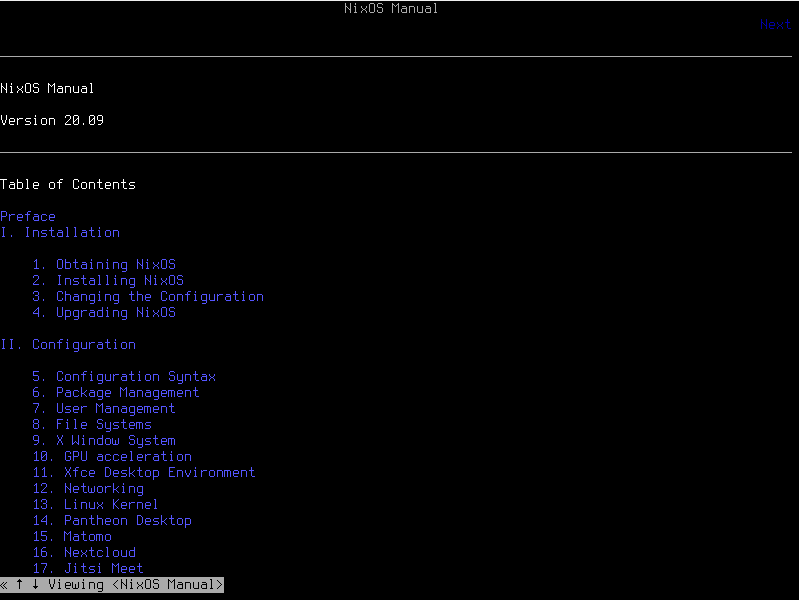 NixOS Manual
Next
NixOS Manual
Version 20.09
Table of Contents
Preface
I. Installation
1. Obtaining NixOS
2. Installing NixOS
3. Changing the Configuration
4. Upgrading NixOS
II. Configuration
5. Configuration Syntax
6. Package Management
7. User Management
8. File Systems
9. X Window System
10. GPU acceleration
11. Xfce Desktop Environment
12. Networking
13. Linux Kernel
14. Pantheon Desktop
15. Matomo
16. Nextcloud
17. Jitsi Meet
« ↑ ↓ Viewing <NixOS Manual>